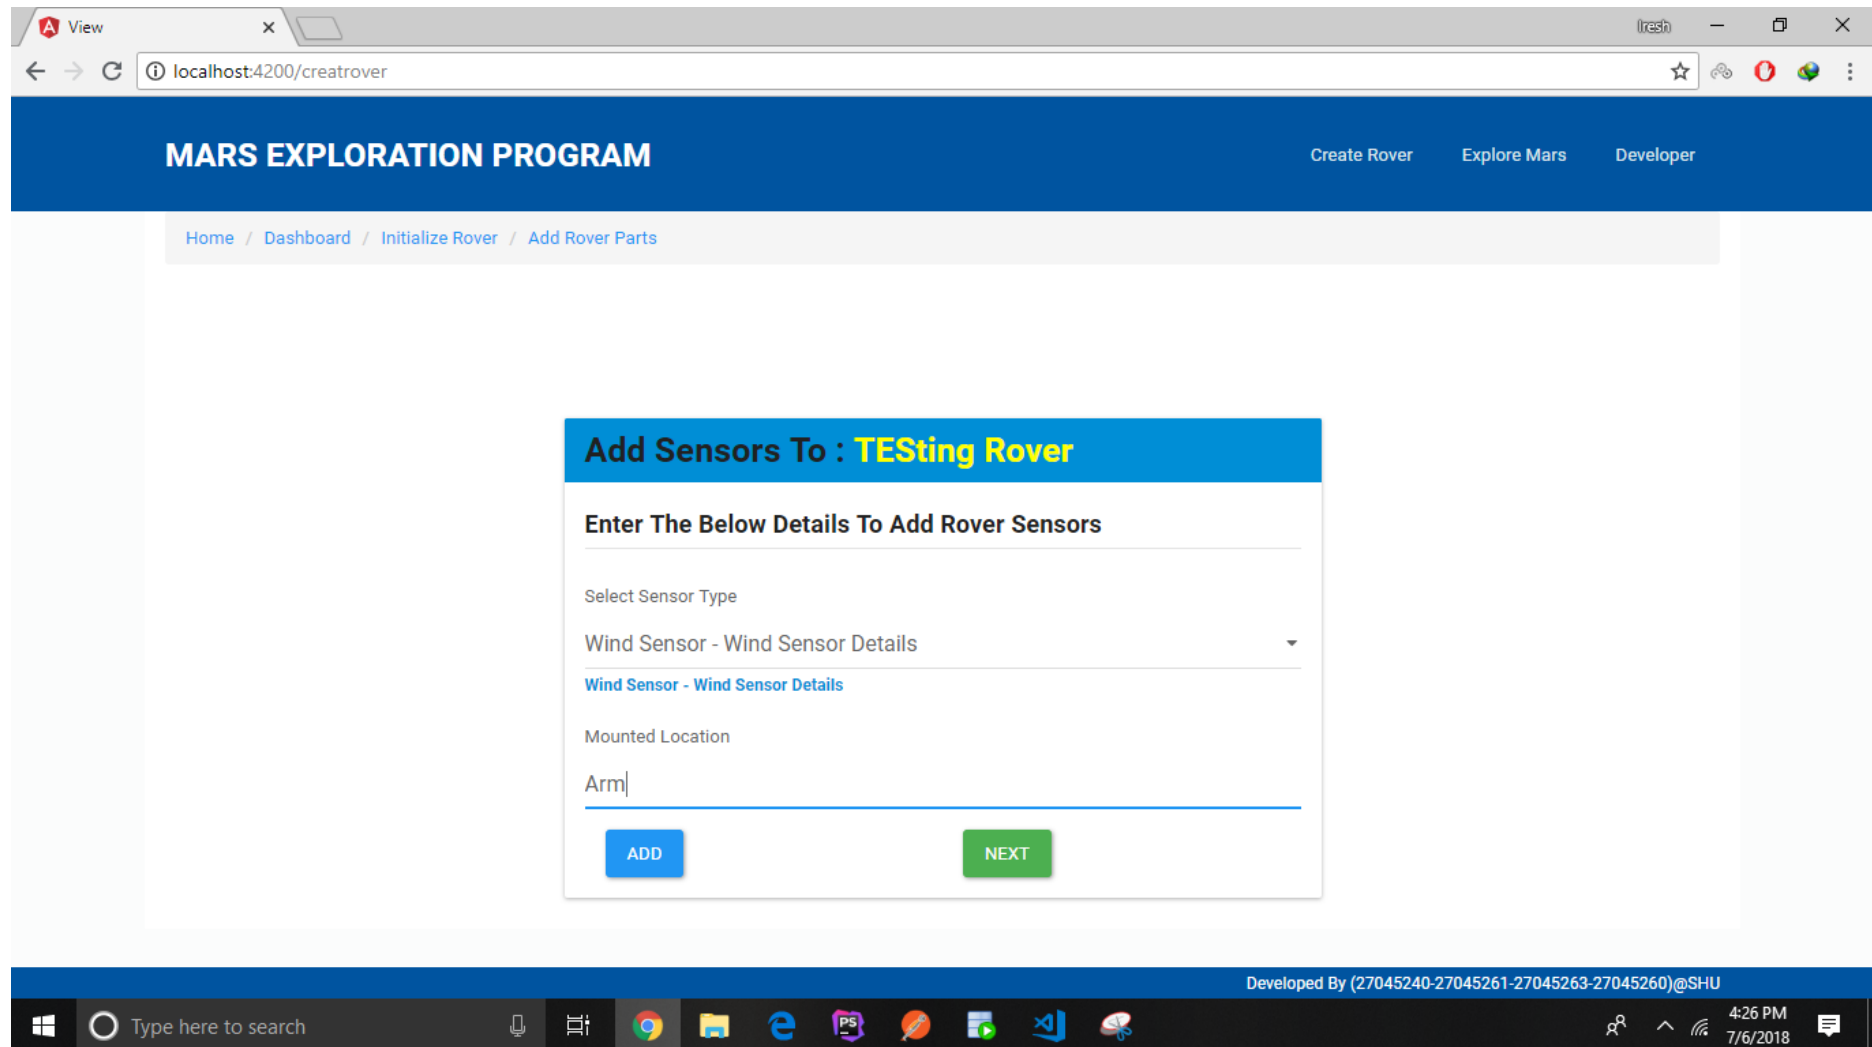 View
Iresh
localhost:4200/creatrover
MARS EXPLORATION PROGRAM
Create Rover
Explore Mars
Developer
Home / Dashboard / Initialize Rover / Add Rover Parts
Add Sensors To : TESting Rover
Enter The Below Details To Add Rover Sensors
Select Sensor Type
Wind Sensor - Wind Sensor Details
Wind Sensor - Wind Sensor Details
Mounted Location
Arm
ADD
NEXT
Developed By (27045240-27045261-27045263-27045260)@SHU
Type here to search
PS
4:26 PM
7/6/2018